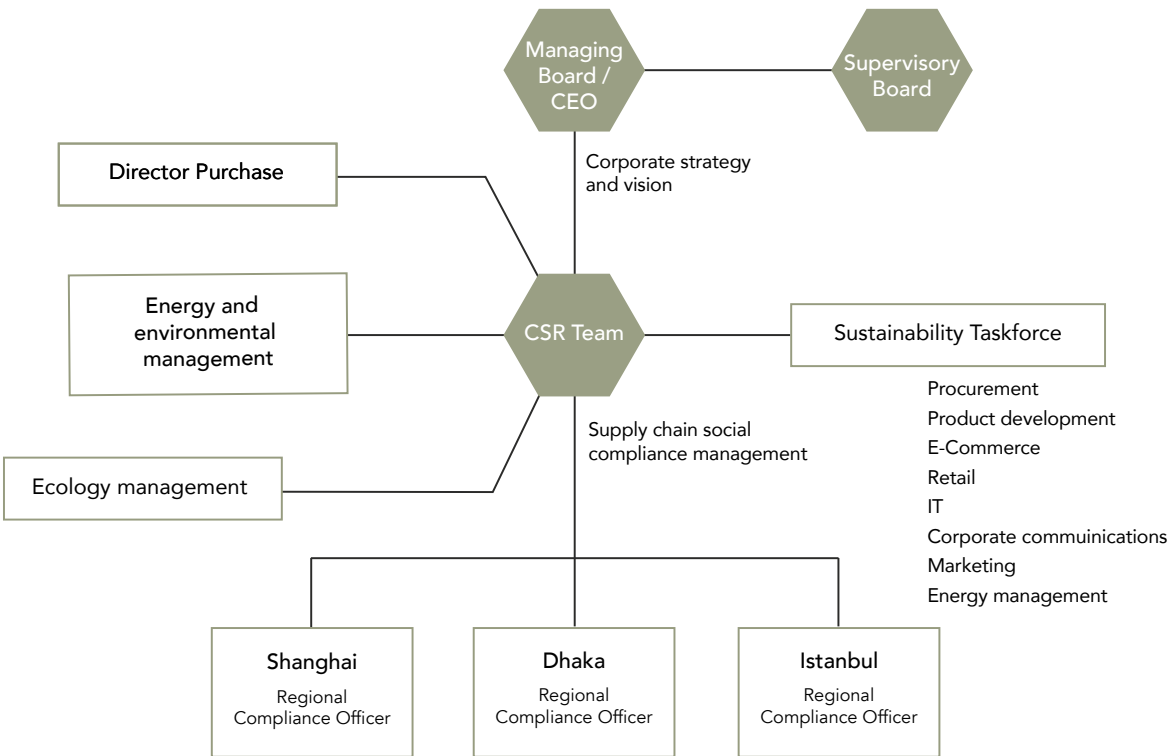 Managing
Board /
CEO
Supervisory
Board
Corporate strategy
and vision
Director Purchase
Energy and
environmental
management
CSR Team
Sustainability Taskforce
Procurement
Product development
E-Commerce
Retail
IT
Corporate commuinications
Marketing
Energy management
Supply chain social
compliance management
Ecology management
Shanghai
Regional
Compliance Officer
Dhaka
Regional
Compliance Officer
Istanbul
Regional
Compliance Officer